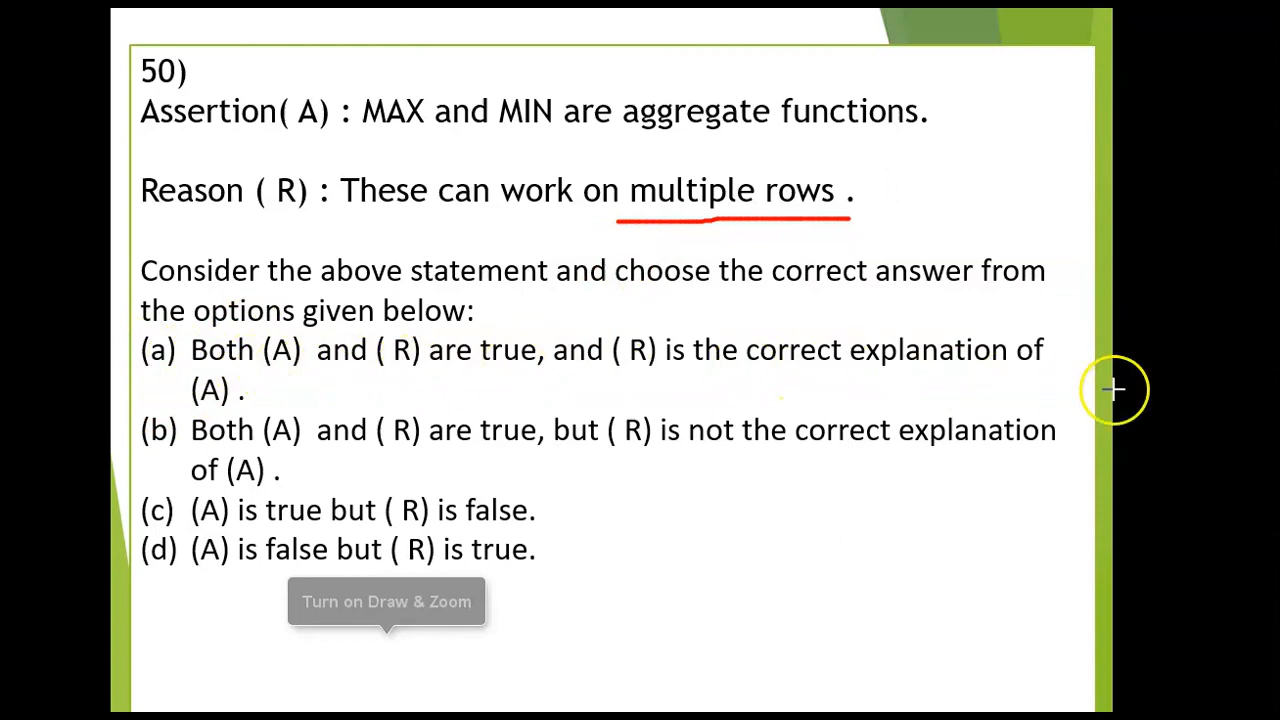 50)
Assertion( A) : MAX and MIN are aggregate functions.
Reason ( R) : These can work on multiple rows .
Consider the above statement and choose the correct answer from
the options given below:
(a) Both (A) and ( R) are true, and ( R) is the correct explanation of
(A) .
(b) Both (A) and ( R) are true, but ( R) is not the correct explanation
of (A) .
(c) (A) is true but ( R) is false.
(d) (A) is false but ( R) is true.
Turn on Draw & Zoom